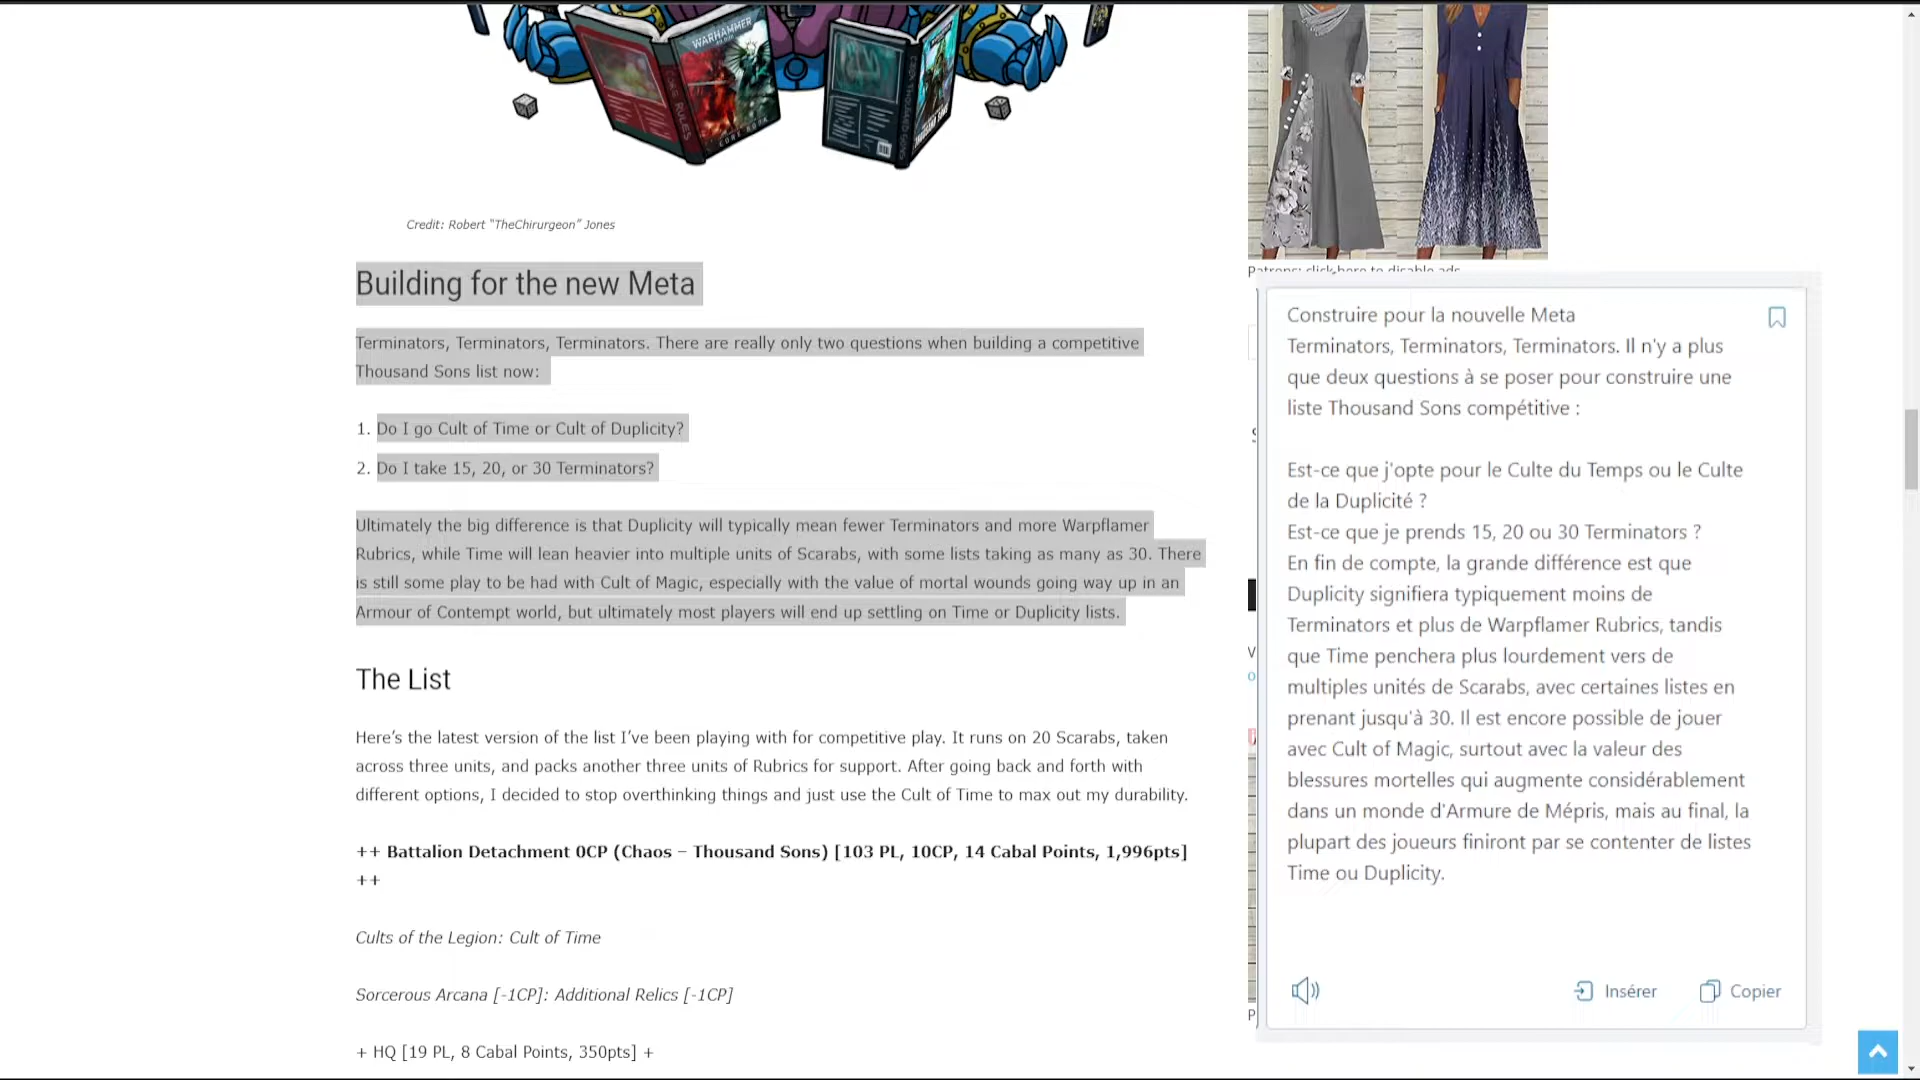 WARHAMMER
CORE RULES
CORE BOOK
THOUSAND SONS
Credit: Robert “TheChirurgeon” Jones
Building for the new Meta
Terminators, Terminators, Terminators. There are really only two questions when building a competitive
Thousand Sons list now:
1. Do I go Cult of Time or Cult of Duplicity?
2. Do I take 15, 20, or 30 Terminators?
Ultimately the big difference is that Duplicity will typically mean fewer Terminators and more Warpflamer
Rubrics, while Time will lean heavier into multiple units of Scarabs, with some lists taking as many as 30. There
is still some play to be had with Cult of Magic, especially with the value of mortal wounds going way up in an
Armour of Contempt world, but ultimately most players will end up settling on Time or Duplicity lists.
The List
Here’s the latest version of the list I’ve been playing with for competitive play. It runs on 20 Scarabs, taken
across three units, and packs another three units of Rubrics for support. After going back and forth with
different options, I decided to stop overthinking things and just use the Cult of Time to max out my durability.
++ Battalion Detachment 0CP (Chaos – Thousand Sons) [103 PL, 10CP, 14 Cabal Points, 1,996pts]
++
Cults of the Legion: Cult of Time
Sorcerous Arcana [-1CP]: Additional Relics [-1CP]
+ HQ [19 PL, 8 Cabal Points, 350pts] +
Patrons: click here to disable ads
Construire pour la nouvelle Meta
Terminators, Terminators, Terminators. Il n'y a plus
que deux questions à se poser pour construire une
liste Thousand Sons compétitive :
Est-ce que j'opte pour le Culte du Temps ou le Culte
de la Duplicité ?
Est-ce que je prends 15, 20 ou 30 Terminators ?
En fin de compte, la grande différence est que
Duplicity signifiera typiquement moins de
Terminators et plus de Warpflamer Rubrics, tandis
que Time penchera plus lourdement vers de
multiples unités de Scarabs, avec certaines listes en
prenant jusqu'à 30. Il est encore possible de jouer
avec Cult of Magic, surtout avec la valeur des
blessures mortelles qui augmente considérablement
dans un monde d'Armure de Mépris, mais au final, la
plupart des joueurs finiront par se contenter de listes
Time ou Duplicity.
Insérer
Copier